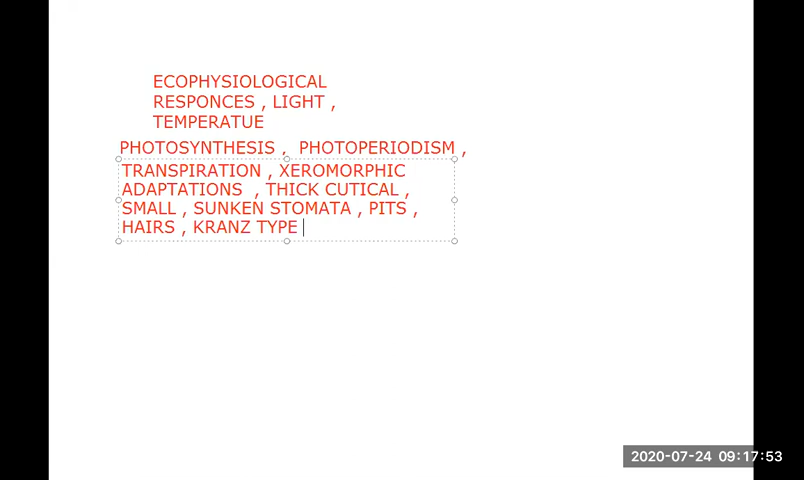 ECOPHYSIOLOGICAL
RESPONCES , LIGHT ,
TEMPERATUE
PHOTOSYNTHESIS ,  PHOTOPERIODISM ,
TRANSPIRATION , XEROMORPHIC
ADAPTATIONS  , THICK CUTICAL ,
SMALL , SUNKEN STOMATA , PITS ,
HAIRS , KRANZ TYPE
2020-07-24 09:17:53